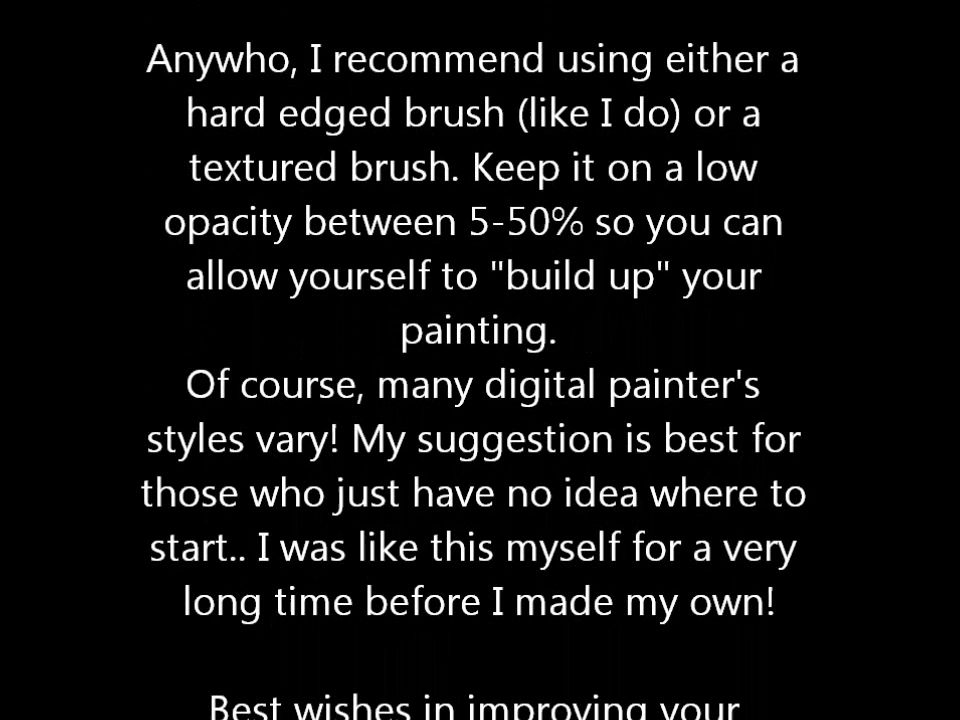 Anywho, I recommend using either a
hard edged brush (like I do) or a
textured brush. Keep it on a low
opacity between 5-50% so you can
allow yourself to "build up" your
painting.
Of course, many digital painter's
styles vary! My suggestion is best for
those who just have no idea where to
start.. I was like this myself for a very
long time before I made my own!
Best wishes in improving your